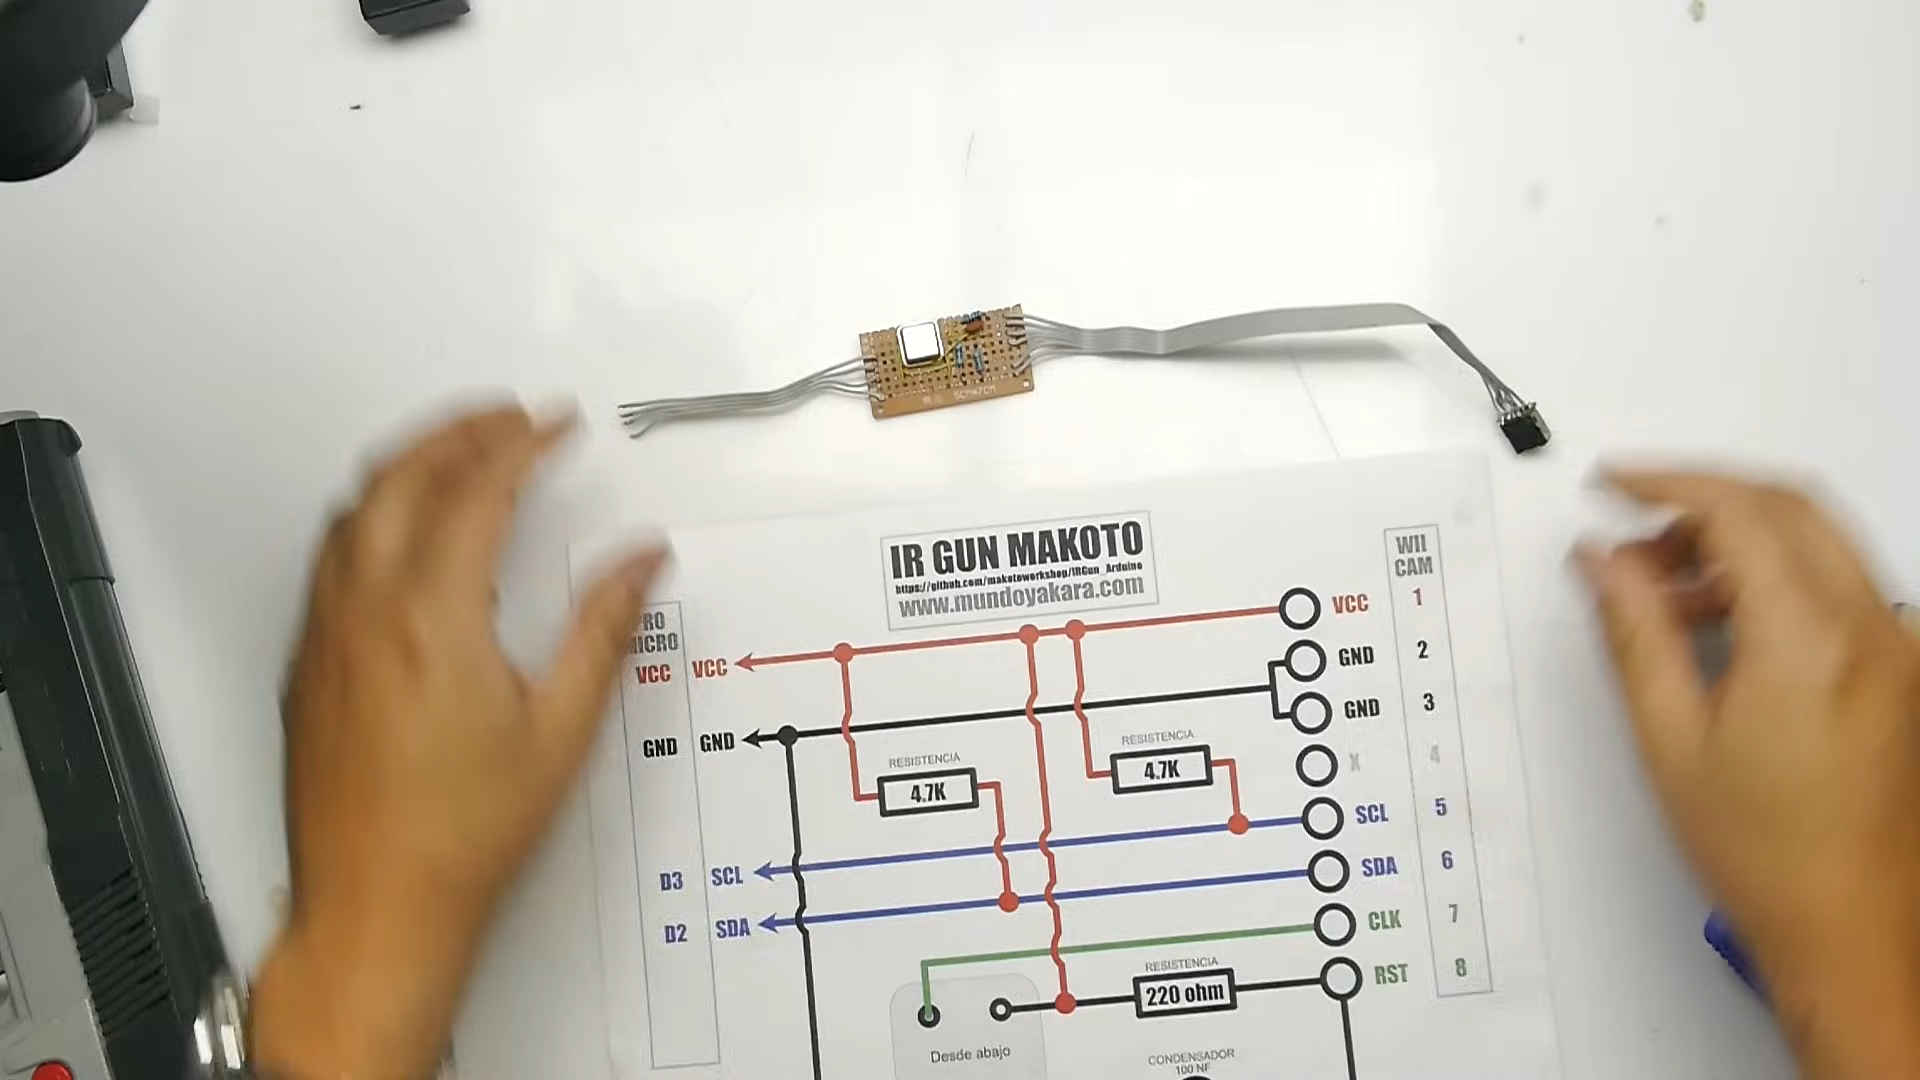 IR GUN MAKOTO
https://github.com/makotoworkshop/IRGun_Arduino
www.mundoyakara.com
WII
CAM
VCC 1
GND 2
GND 3
X 4
SCL 5
SDA 6
CLK 7
RST 8
MICRO
VCC VCC
GND GND
D3 SCL
D2 SDA
RESISTENCIA
4.7K
RESISTENCIA
4.7K
RESISTENCIA
220 ohm
Desde abajo
CONDENSADOR
100 NF